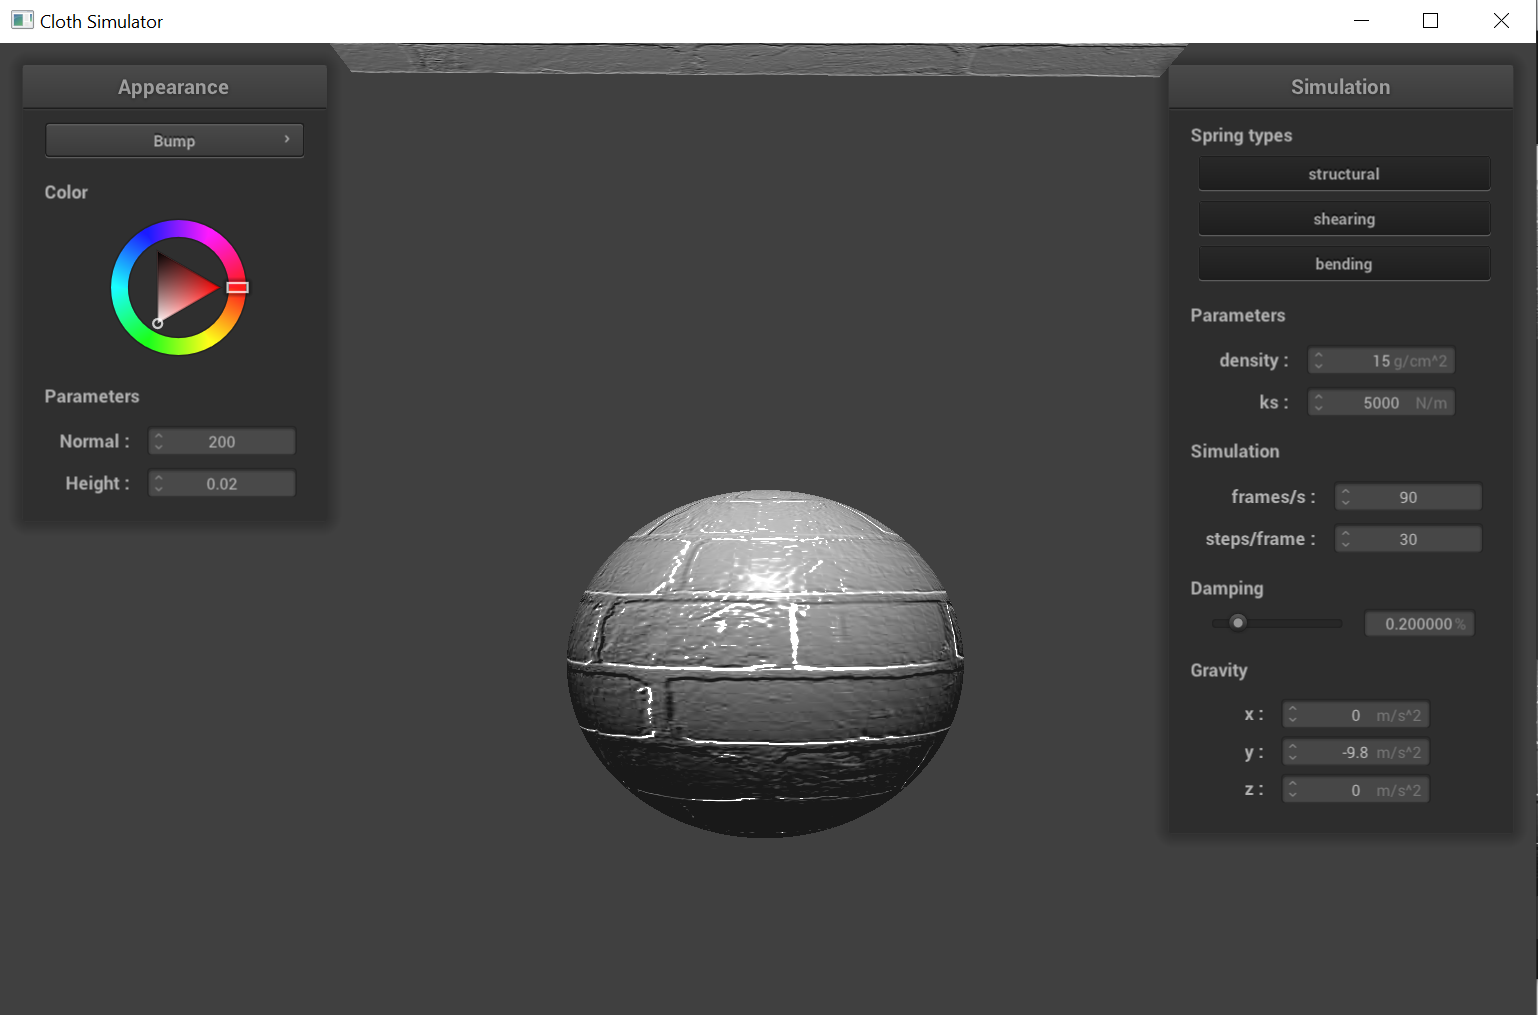 Cloth Simulator
Appearance
Bump
Color
Parameters
Normal : 200
Height : 0.02
Simulation
Spring types
structural
shearing
bending
Parameters
density : 15 g/cm^2
ks : 5000 N/m
Simulation
frames/s : 90
steps/frame : 30
Damping
0.200000 %
Gravity
x : 0 m/s^2
y : -9.8 m/s^2
z : 0 m/s^2